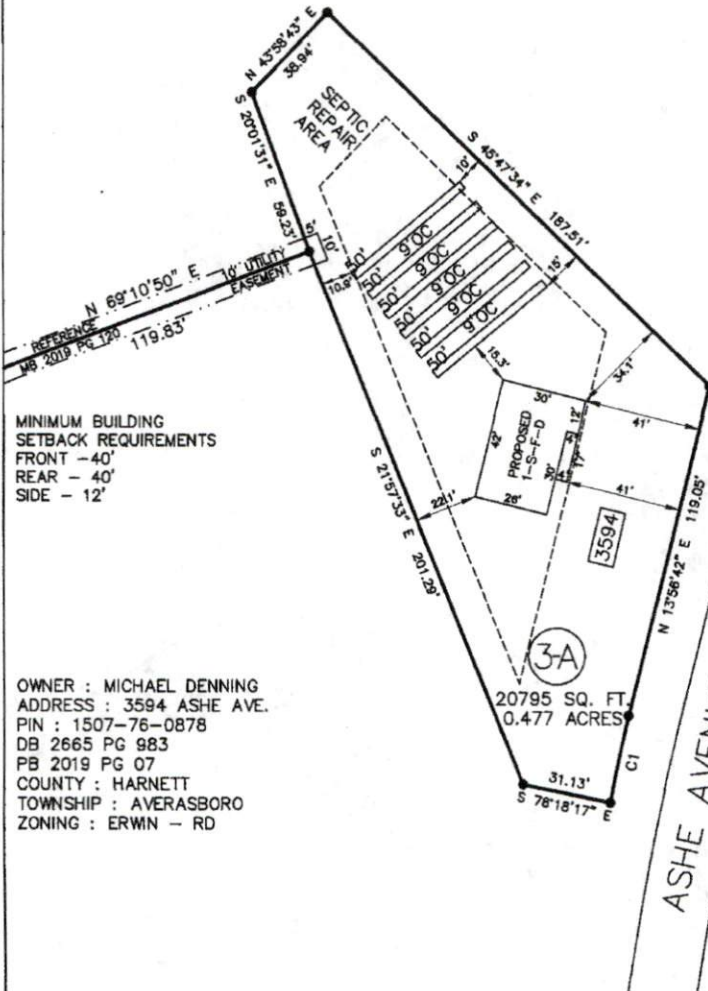 N 43°58'43" E
38.94'
S 20°01'31" E 59.23'
SEPTIC
REPAIR
AREA
S 45°47'34" E 187.51'
10'
5'
10'
10.9'
15'
50' 9'OC
50' 9'OC
50' 9'OC
50' 9'OC
50' 9'OC
50'
N 69°10'50" E
10' UTILITY
EASEMENT
REFERENCE
MB 2019 PG 120
119.83'
15.3'
34.1'
30'
12'
41'
42'
PROPOSED
1-S-F-D
4'
17'
30'
4'
41'
26'
22.1'
MINIMUM BUILDING
SETBACK REQUIREMENTS
FRONT -40'
REAR - 40'
SIDE - 12'
S 21°57'33" E 201.29'
3594
N 13°56'42" E 119.05'
3-A
20795 SQ. FT.
0.477 ACRES
OWNER : MICHAEL DENNING
ADDRESS : 3594 ASHE AVE.
PIN : 1507-76-0878
DB 2665 PG 983
PB 2019 PG 07
COUNTY : HARNETT
TOWNSHIP : AVERASBORO
ZONING : ERWIN - RD
C1
31.13'
S 78°18'17" E
ASHE